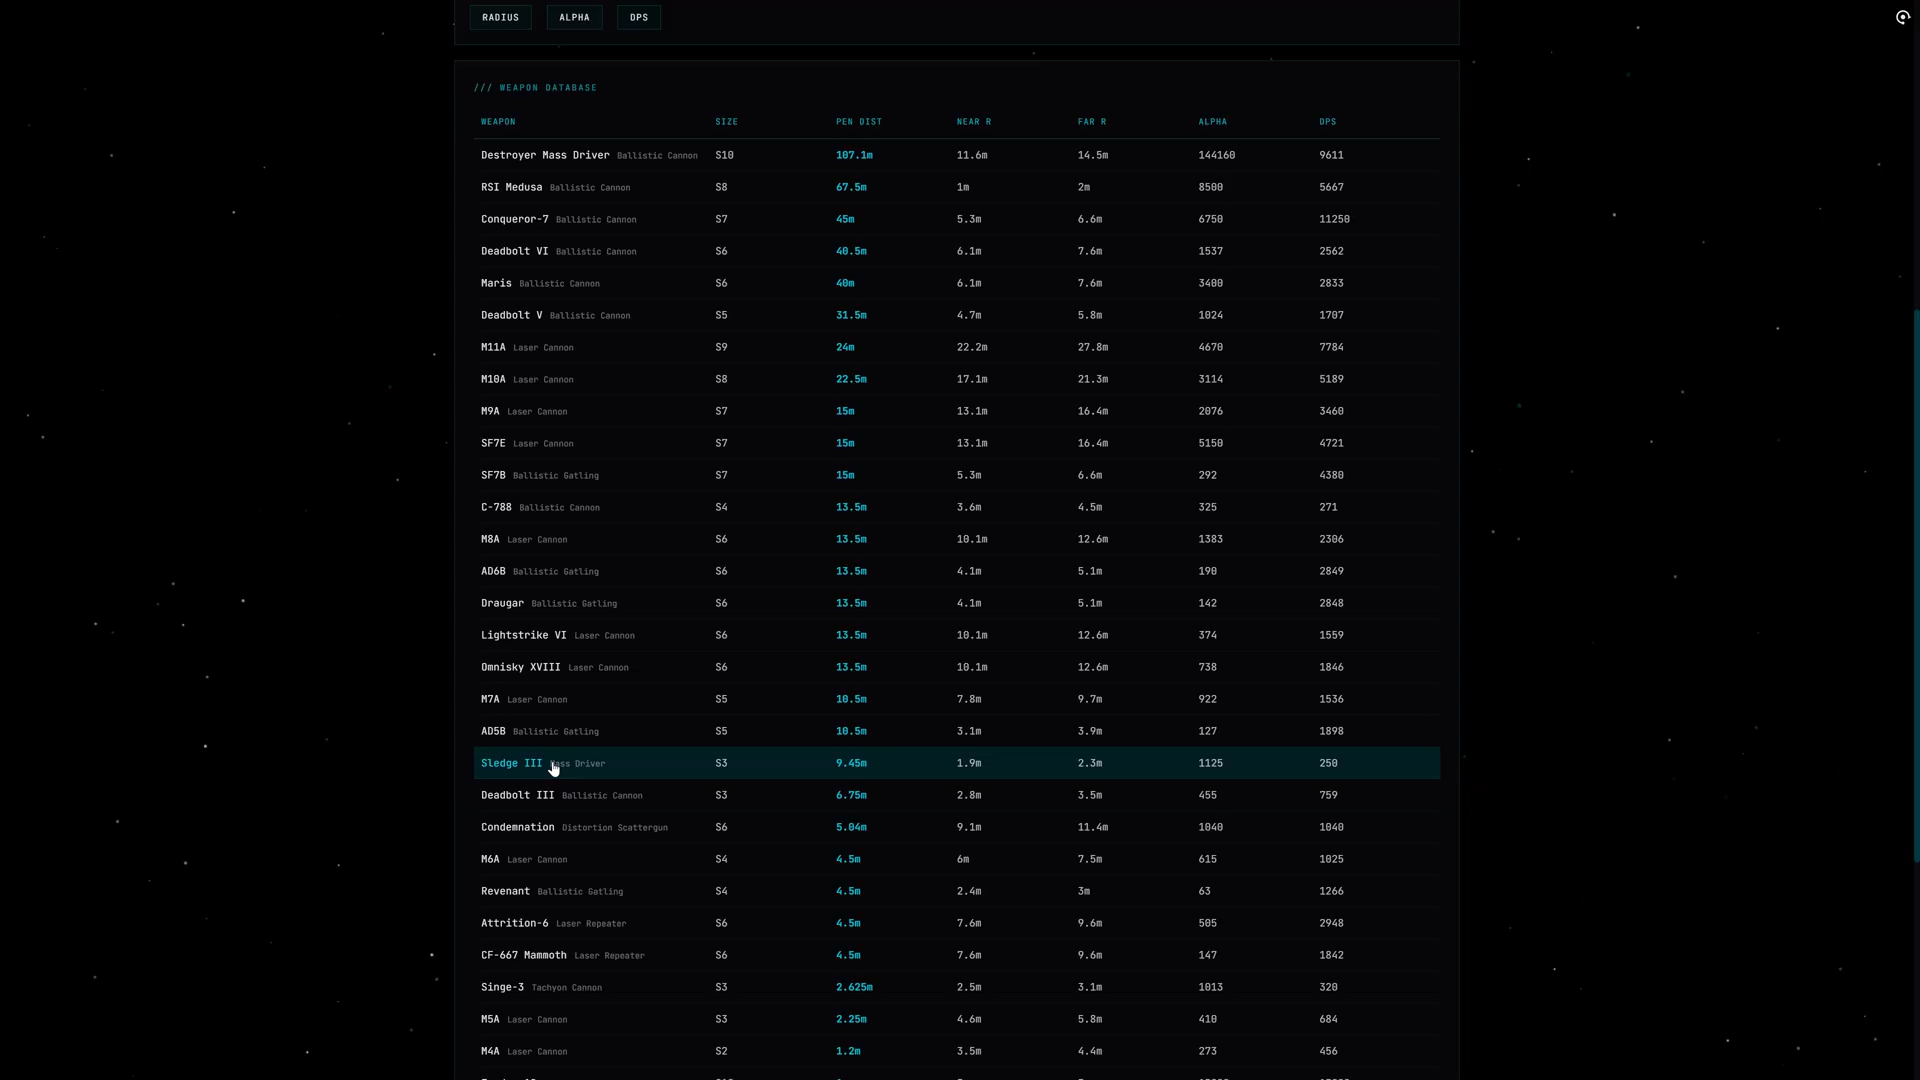 RADIUS ALPHA DPS
/// WEAPON DATABASE
WEAPON SIZE PEN DIST NEAR R FAR R ALPHA DPS
Destroyer Mass Driver Ballistic Cannon S10 107.1m 11.6m 14.5m 144160 9611
RSI Medusa Ballistic Cannon S8 67.5m 1m 2m 8500 5667
Conqueror-7 Ballistic Cannon S7 45m 5.3m 6.6m 6750 11250
Deadbolt VI Ballistic Cannon S6 40.5m 6.1m 7.6m 1537 2562
Maris Ballistic Cannon S6 40m 6.1m 7.6m 3400 2833
Deadbolt V Ballistic Cannon S5 31.5m 4.7m 5.8m 1024 1707
M11A Laser Cannon S9 24m 22.2m 27.8m 4670 7784
M10A Laser Cannon S8 22.5m 17.1m 21.3m 3114 5189
M9A Laser Cannon S7 15m 13.1m 16.4m 2076 3460
SF7E Laser Cannon S7 15m 13.1m 16.4m 5150 4721
SF7B Ballistic Gatling S7 15m 5.3m 6.6m 292 4380
C-788 Ballistic Cannon S4 13.5m 3.6m 4.5m 325 271
M8A Laser Cannon S6 13.5m 10.1m 12.6m 1383 2306
AD6B Ballistic Gatling S6 13.5m 4.1m 5.1m 190 2849
Draugar Ballistic Gatling S6 13.5m 4.1m 5.1m 142 2848
Lightstrike VI Laser Cannon S6 13.5m 10.1m 12.6m 374 1559
Omnisky XVIII Laser Cannon S6 13.5m 10.1m 12.6m 738 1846
M7A Laser Cannon S5 10.5m 7.8m 9.7m 922 1536
AD5B Ballistic Gatling S5 10.5m 3.1m 3.9m 127 1898
Sledge III Mass Driver S3 9.45m 1.9m 2.3m 1125 250
Deadbolt III Ballistic Cannon S3 6.75m 2.8m 3.5m 455 759
Condemnation Distortion Scattergun S6 5.04m 9.1m 11.4m 1040 1040
M6A Laser Cannon S4 4.5m 6m 7.5m 615 1025
Revenant Ballistic Gatling S4 4.5m 2.4m 3m 63 1266
Attrition-6 Laser Repeater S6 4.5m 7.6m 9.6m 505 2948
CF-667 Mammoth Laser Repeater S6 4.5m 7.6m 9.6m 147 1842
Singe-3 Tachyon Cannon S3 2.625m 2.5m 3.1m 1013 320
M5A Laser Cannon S3 2.25m 4.6m 5.8m 410 684
M4A Laser Cannon S2 1.2m 3.5m 4.4m 273 456